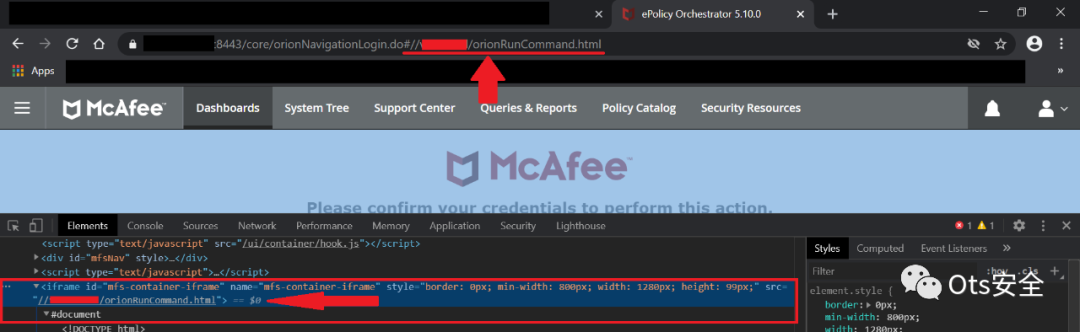 ePolicy Orchestrator 5.10.0
:8443/core/orionNavigationLogin.do#// /orionRunCommand.html
Apps
»
McAfee™ Dashboards System Tree Support Center Queries & Reports Policy Catalog Security Resources
McAfee™
Please confirm your credentials to perform this action.
Elements Console Sources Network Performance Memory Application Security Lighthouse 1 1
<script type="text/javascript" src="/ui/container/hook.js"></script>
<div id="mfsNav" style>…</div>
<script type="text/javascript">…</script>
<iframe id="mfs-container-iframe" name="mfs-container-iframe" style="border: 0px; min-width: 800px; width: 1280px; height: 99px;" src=
"// /orionRunCommand.html"> == $0
#document
<!DOCTYPE html>
Styles Computed Event Listeners »
Filter :hov .cls +
element.style {
border: 0px;
min-width: 800px;
width: 1280px;
Ots安全